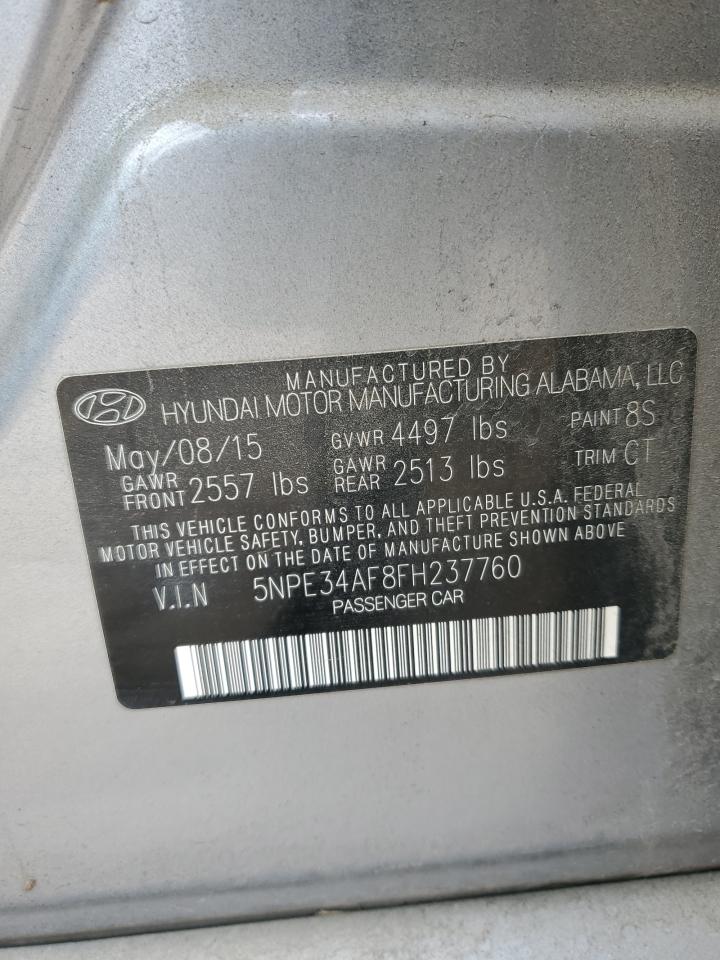 MANUFACTURED BY
HYUNDAI MOTOR MANUFACTURING ALABAMA, LLC
May/08/15 GVWR 4497 lbs PAINT 8S
GAWR FRONT 2557 lbs GAWR REAR 2513 lbs TRIM CT
THIS VEHICLE CONFORMS TO ALL APPLICABLE U.S.A. FEDERAL
MOTOR VEHICLE SAFETY, BUMPER, AND THEFT PREVENTION STANDARDS
IN EFFECT ON THE DATE OF MANUFACTURE SHOWN ABOVE
V.I.N 5NPE34AF8FH237760
PASSENGER CAR